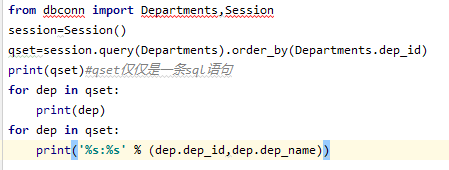 from dbconn import Departments,Session
session=Session()
qset=session.query(Departments).order_by(Departments.dep_id)
print(qset)#qset仅仅是一条sql语句
for dep in qset:
    print(dep)
for dep in qset:
    print('%s:%s' % (dep.dep_id,dep.dep_name))